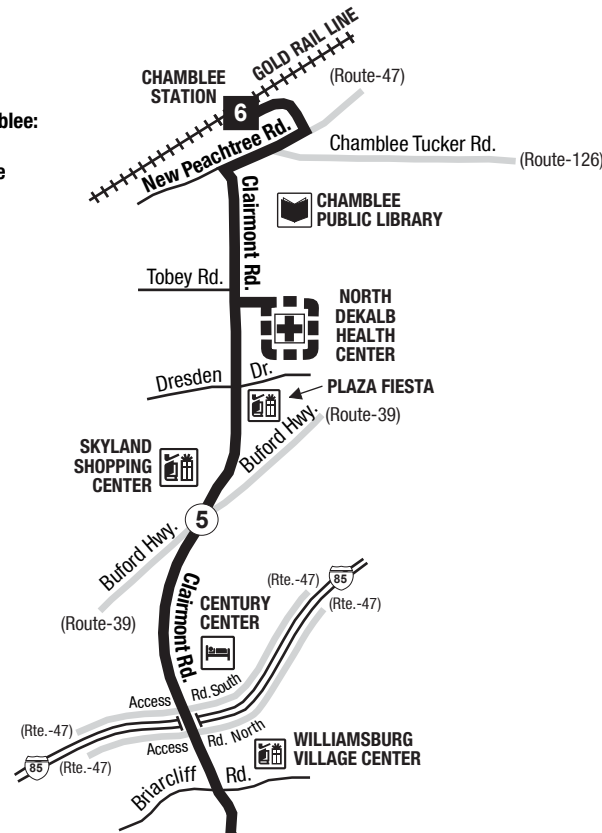 GOLD RAIL LINE
CHAMBLEE
STATION
(Route-47)
6
blee:
New Peachtree Rd.
Chamblee Tucker Rd.
(Route-126)
e
Clairmont Rd.
CHAMBLEE
PUBLIC LIBRARY
Tobey Rd.
NORTH
DEKALB
HEALTH
CENTER
Dresden Dr.
PLAZA FIESTA
(Route-39)
Buford Hwy.
SKYLAND
SHOPPING
CENTER
5
Buford Hwy.
(Route-39)
Clairmont Rd.
(Rte.-47)
85
(Rte.-47)
CENTURY
CENTER
Access Rd. South
(Rte.-47)
85
(Rte.-47)
Access Rd. North
WILLIAMSBURG
VILLAGE CENTER
Briarcliff Rd.